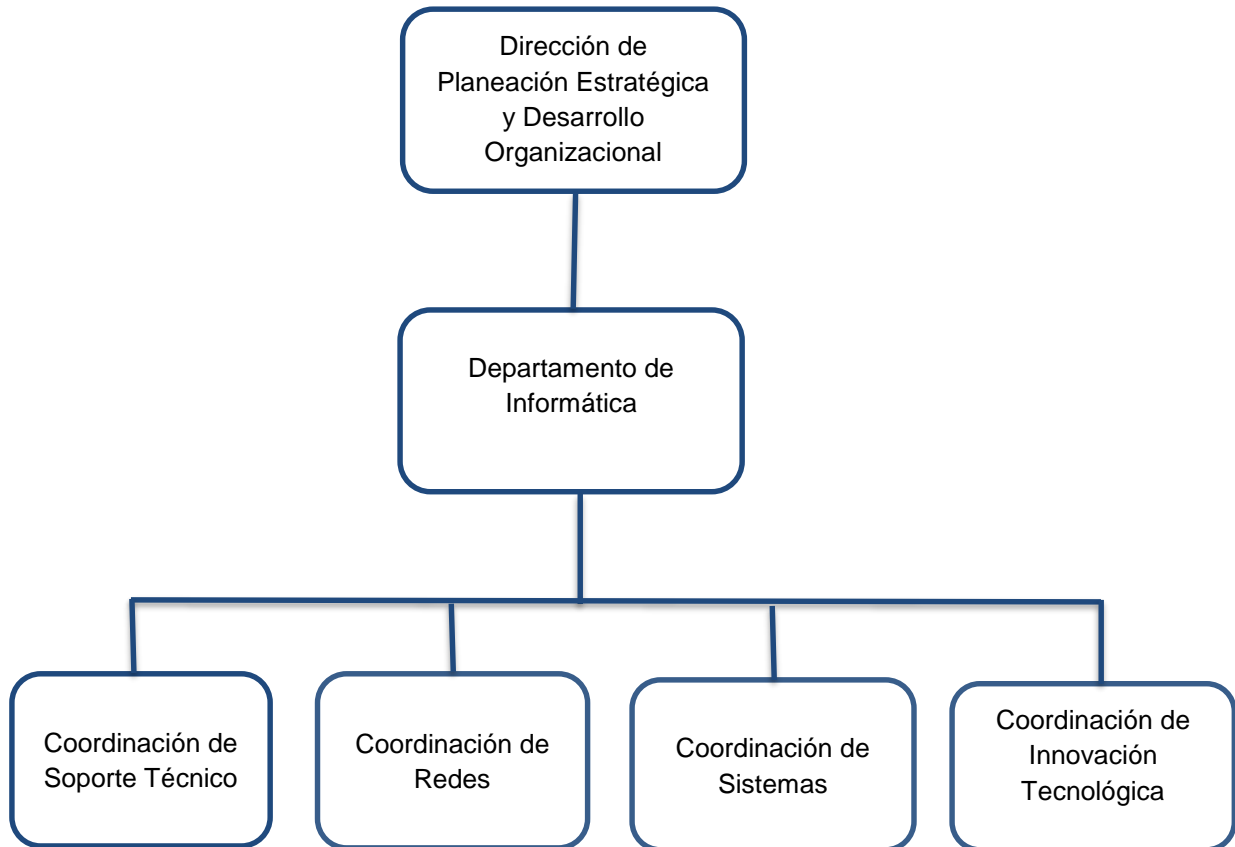 Dirección de
Planeación Estratégica
y Desarrollo
Organizacional
Departamento de
Informática
Coordinación de
Soporte Técnico
Coordinación de
Redes
Coordinación de
Sistemas
Coordinación de
Innovación
Tecnológica